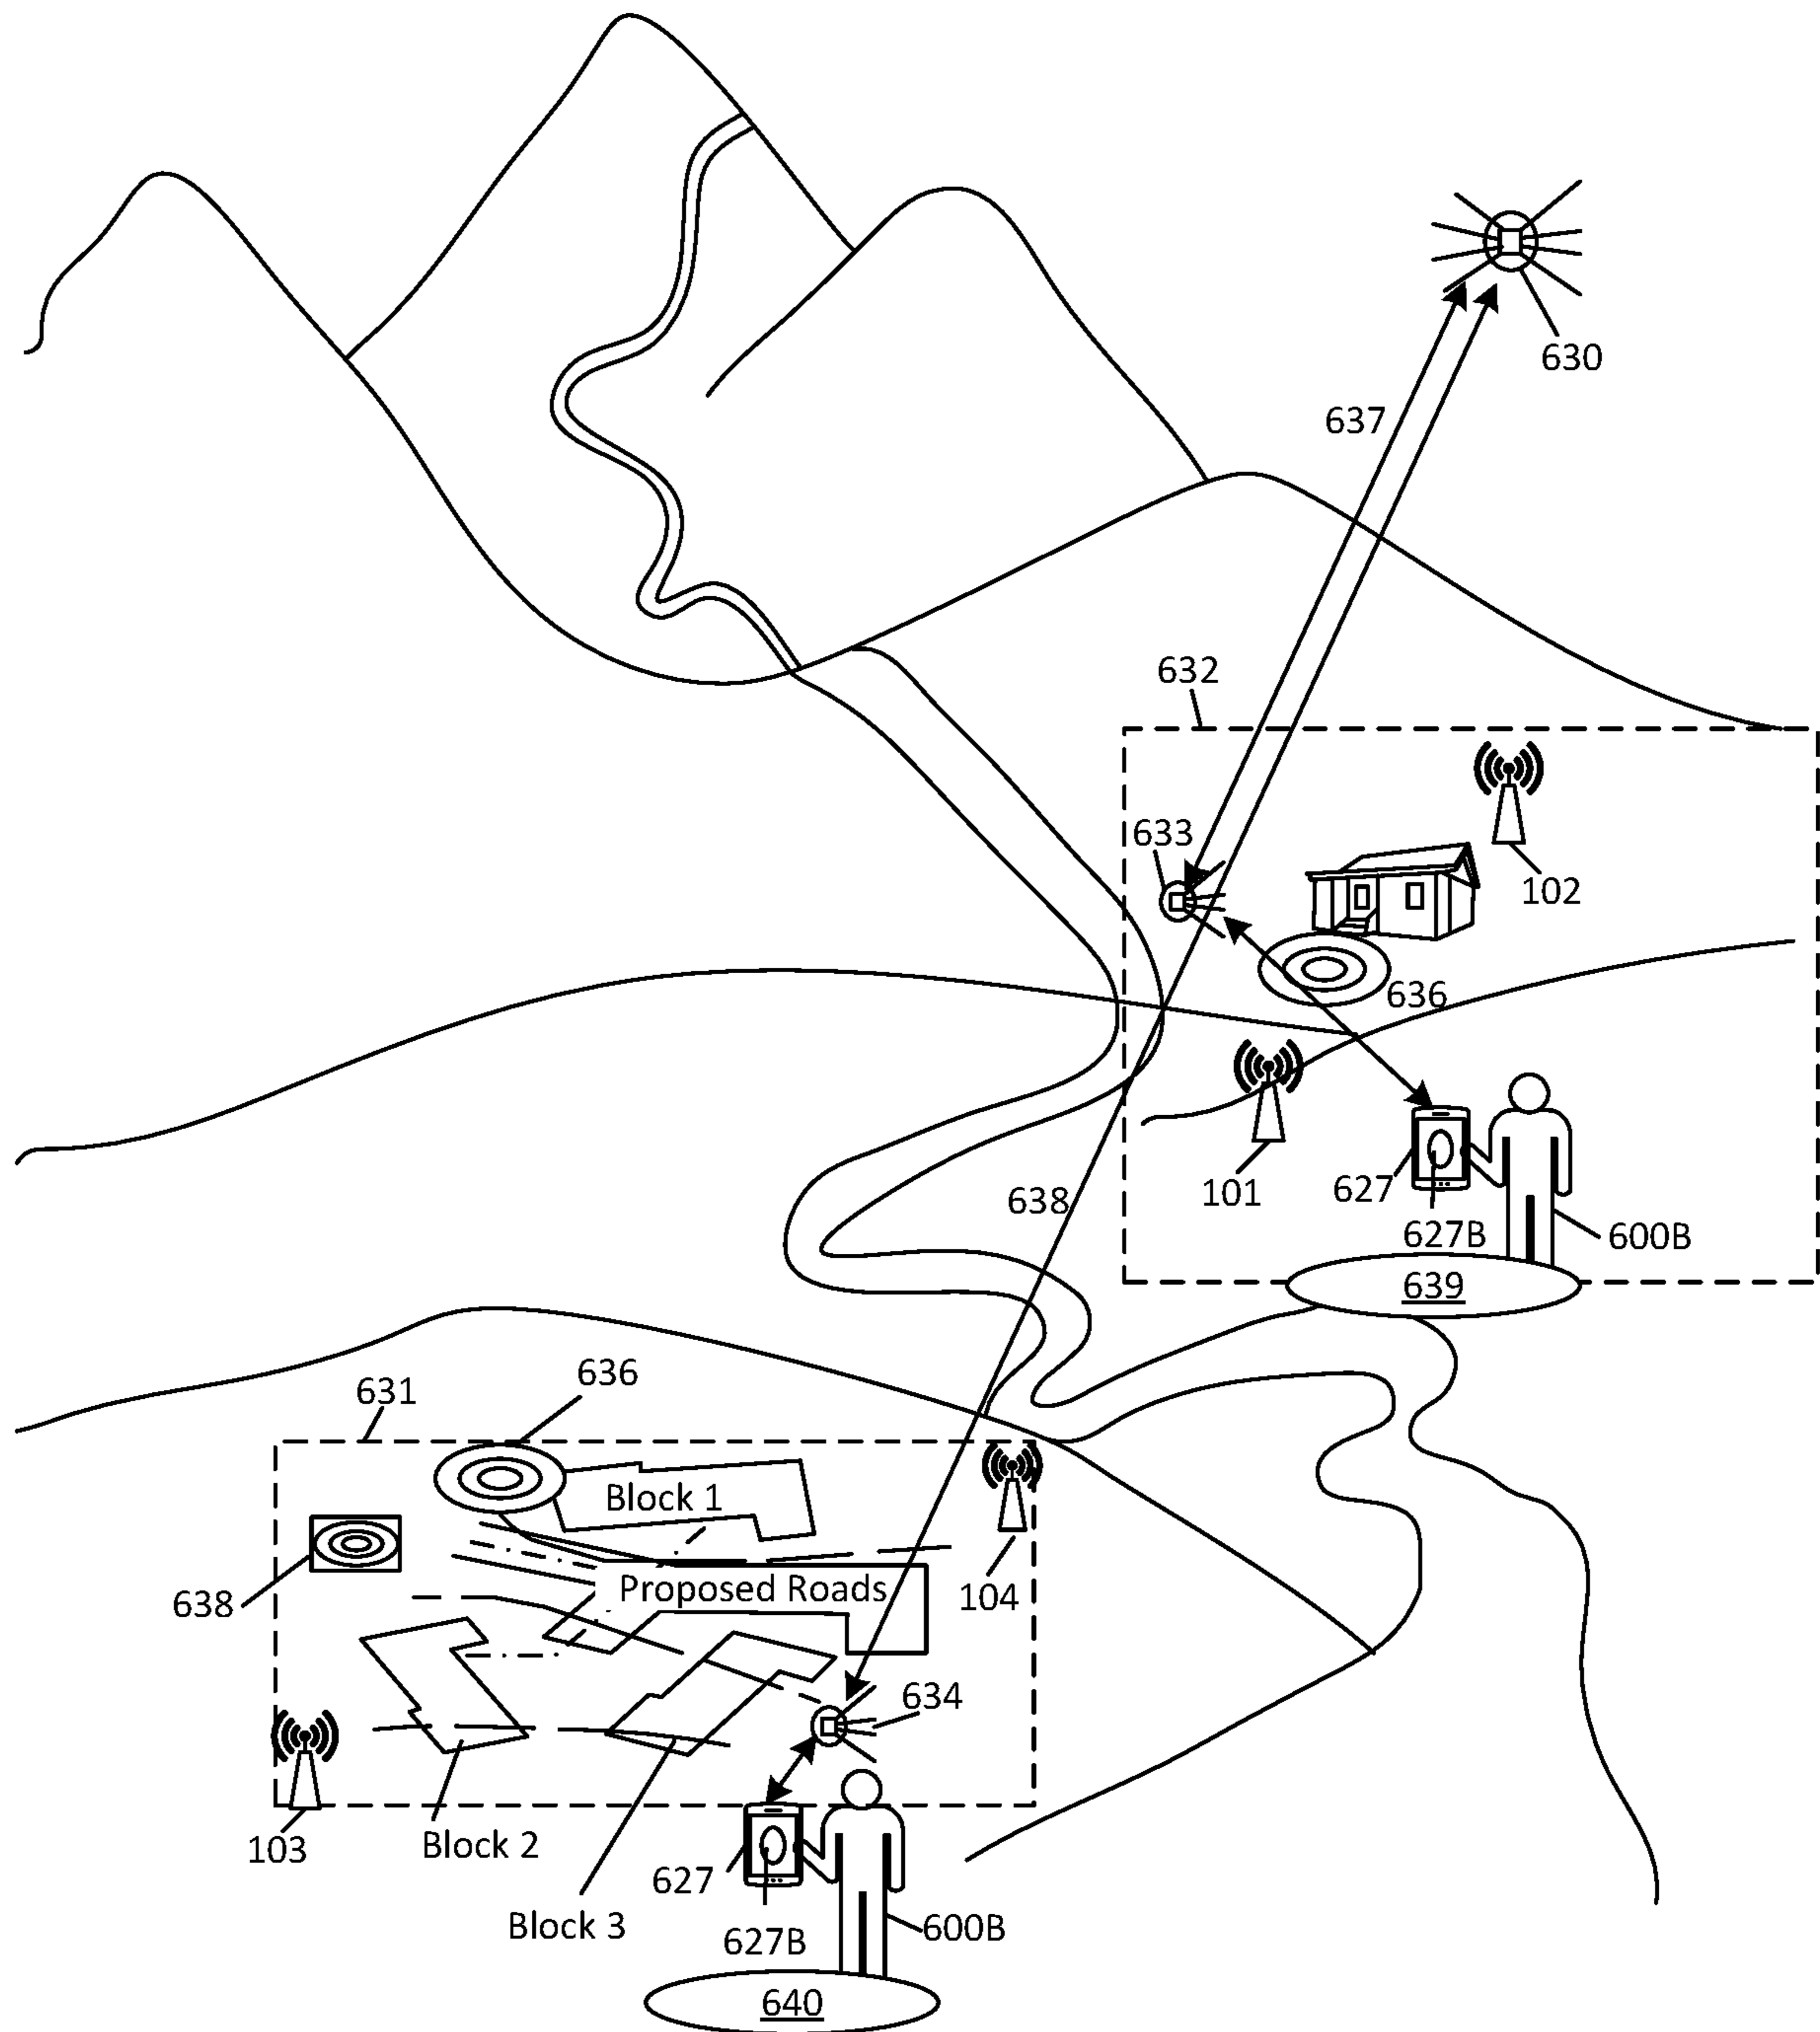 630
637
632
633
102
636
101
627
627B
600B
638
639
636
631
Block 1
638
Proposed Roads
104
634
103
Block 2
627
Block 3
627B
600B
640